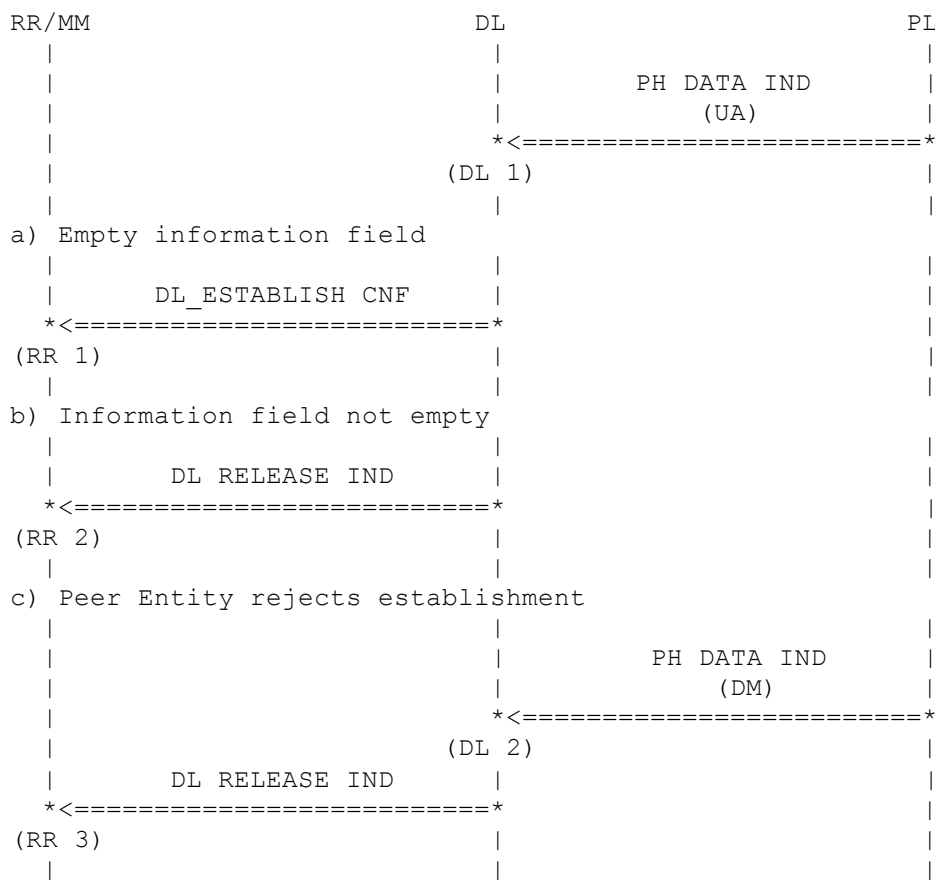 RR/MM DL PL
| | |
| | PH DATA IND |
| | (UA) |
| *<=========================*
| (DL 1) |
| | |
a) Empty information field
| | |
| DL_ESTABLISH CNF | |
*<==========================* |
(RR 1) | |
| | |
b) Information field not empty
| | |
| DL RELEASE IND | |
*<==========================* |
(RR 2) | |
| | |
c) Peer Entity rejects establishment
| | |
| | PH DATA IND |
| | (DM) |
| *<=========================*
| (DL 2) |
| DL RELEASE IND | |
*<==========================* |
(RR 3) | |
| | |